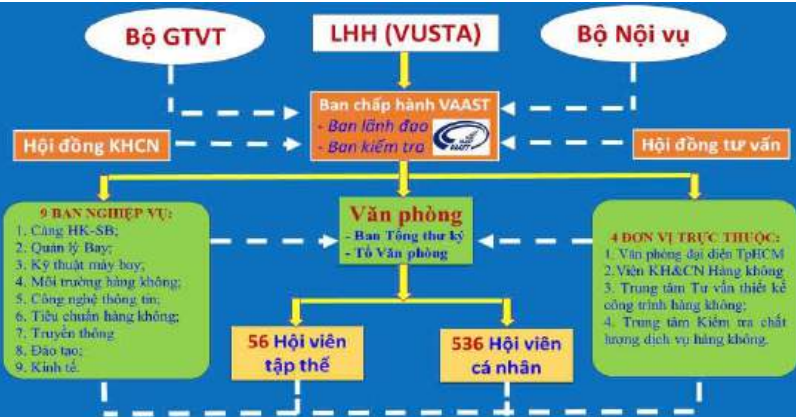 Bộ GTVT
LHH (VUSTA)
Bộ Nội vụ
Ban chấp hành VAAST
- Ban lãnh đạo
- Ban kiểm tra
VAAST
Hội đồng KHCN
Hội đồng tư vấn
9 BAN NGHIỆP VỤ:
1. Cảng HK-SB;
2. Quản lý Bay;
3. Kỹ thuật máy bay;
4. Môi trường hàng không;
5. Công nghệ thông tin;
6. Tiêu chuẩn hàng không;
7. Truyền thông
8. Đào tạo;
9. Kinh tế.
Văn phòng
- Ban Tổng thư ký
- Tổ Văn phòng
4 ĐƠN VỊ TRỰC THUỘC:
1. Văn phòng đại diện TpHCM
2.Viện KH&CN Hàng không
3. Trung tâm Tư vấn thiết kế
công trình hàng không;
4. Trung tâm Kiểm tra chất
lượng dịch vụ hàng không.
56 Hội viên
tập thể
536 Hội viên
cá nhân